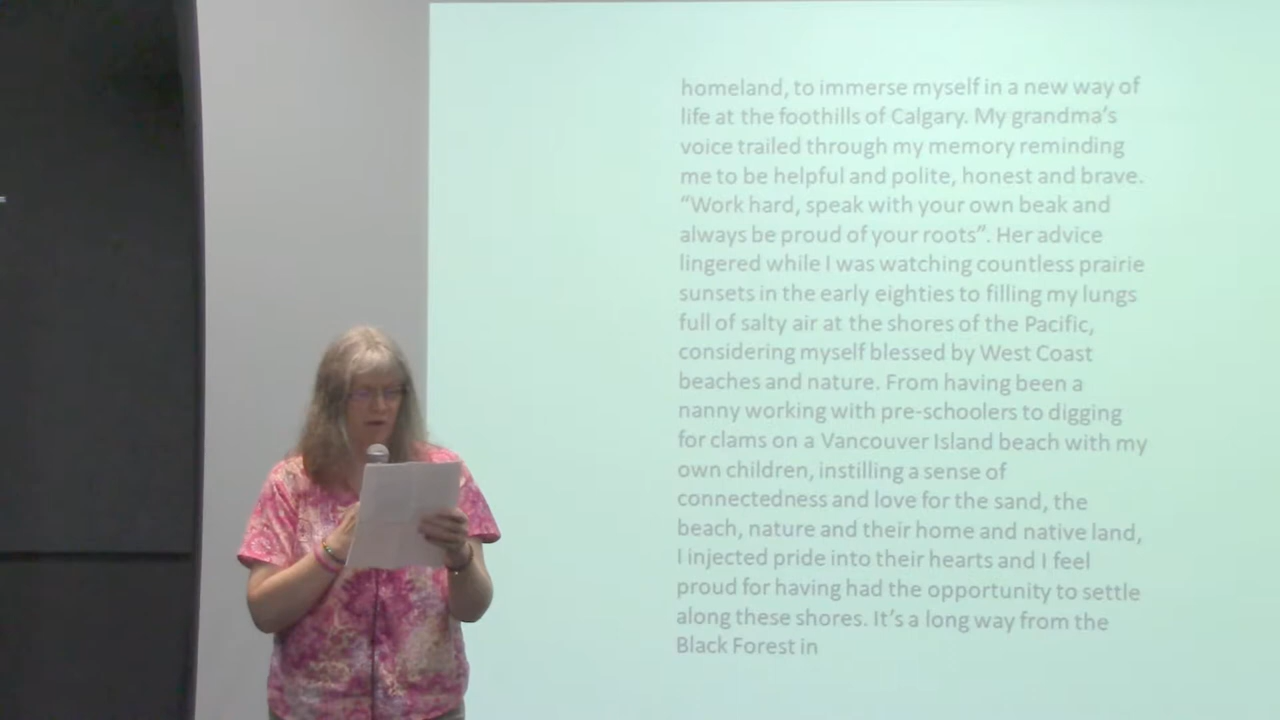 homeland, to immerse myself in a new way of
life at the foothills of Calgary. My grandma's
voice trailed through my memory reminding
me to be helpful and polite, honest and brave.
“Work hard, speak with your own beak and
always be proud of your roots”. Her advice
lingered while I was watching countless prairie
sunsets in the early eighties to filling my lungs
full of salty air at the shores of the Pacific,
considering myself blessed by West Coast
beaches and nature. From having been a
nanny working with pre-schoolers to digging
for clams on a Vancouver Island beach with my
own children, instilling a sense of
connectedness and love for the sand, the
beach, nature and their home and native land,
I injected pride into their hearts and I feel
proud for having had the opportunity to settle
along these shores. It's a long way from the
Black Forest in